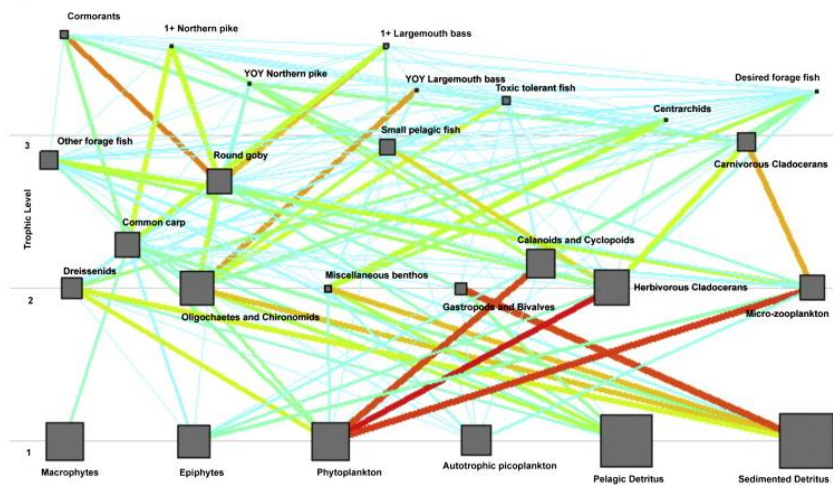 Cormorants
1+ Northern pike
1+ Largemouth bass
YOY Northern pike
YOY Largemouth bass
Toxic tolerant fish
Desired forage fish
Centrarchids
3
Other forage fish
Round goby
Small pelagic fish
Carnivorous Cladocerans
Trophic Level
Common carp
Calanoids and Cyclopoids
Dreissenids
Miscellaneous benthos
Herbivorous Cladocerans
2
Oligochaetes and Chironomids
Gastropods and Bivalves
Micro-zooplankton
1
Macrophytes
Epiphytes
Phytoplankton
Autotrophic picoplankton
Pelagic Detritus
Sedimented Detritus